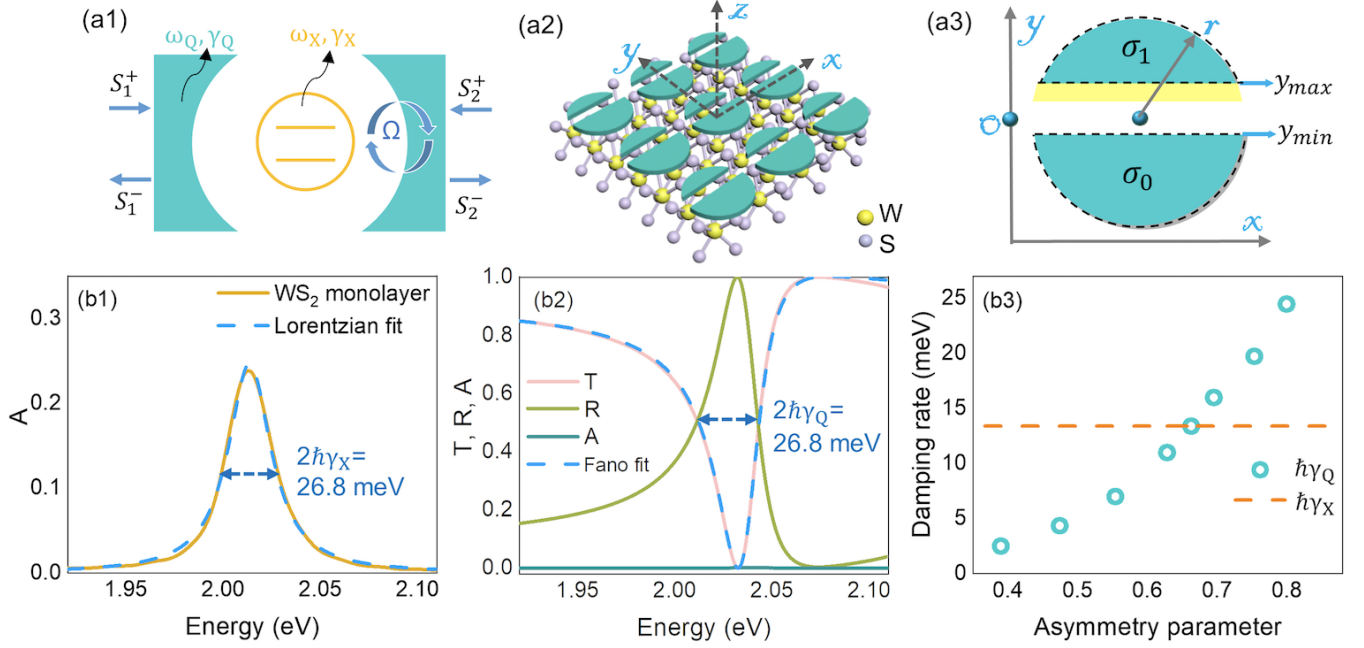 (a1)
ω_Q, γ_Q
ω_X, γ_X
S_1^+
S_1^-
Ω
S_2^+
S_2^-
(a2)
z
y
x
W
S
(a3)
y
r
σ_1
y_max
O
y_min
σ_0
x
(b1)
A
0.3
0.2
0.1
0.0
WS_2 monolayer
Lorentzian fit
2ħγ_X=
26.8 meV
1.95
2.00
2.05
2.10
Energy (eV)
(b2)
T, R, A
1.0
0.8
0.6
0.4
0.2
0.0
T
R
A
Fano fit
2ħγ_Q=
26.8 meV
1.95
2.00
2.05
2.10
Energy (eV)
(b3)
Damping rate (meV)
25
20
15
10
5
0
ħγ_Q
ħγ_X
0.4
0.5
0.6
0.7
0.8
Asymmetry parameter